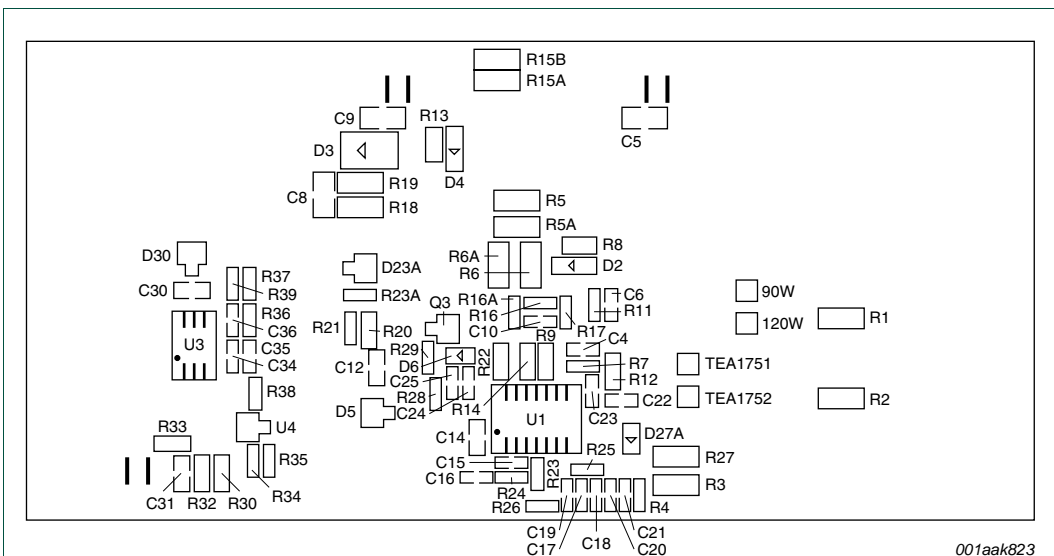 R15B
R15A
C9
R13
C5
D3
D4
R19
C8
R18
R5
R5A
R6A
R6
R8
D2
D30
C30
R37
R39
D23A
R23A
R16A
R16
C10
C6
R11
90W
120W
R1
R36
C36
U3
C35
C34
R21
R20
Q3
R17
C4
R29
D6
R22
R9
C12
R7
R12
TEA1751
C25
R28
C24
R14
C23
C22
TEA1752
R2
R38
D5
U1
U4
C14
D27A
R33
R35
C15
C16
R24
R23
R25
R27
R3
C31
R32
R30
R34
R26
R4
C19
C17
C18
C21
C20
001aak823